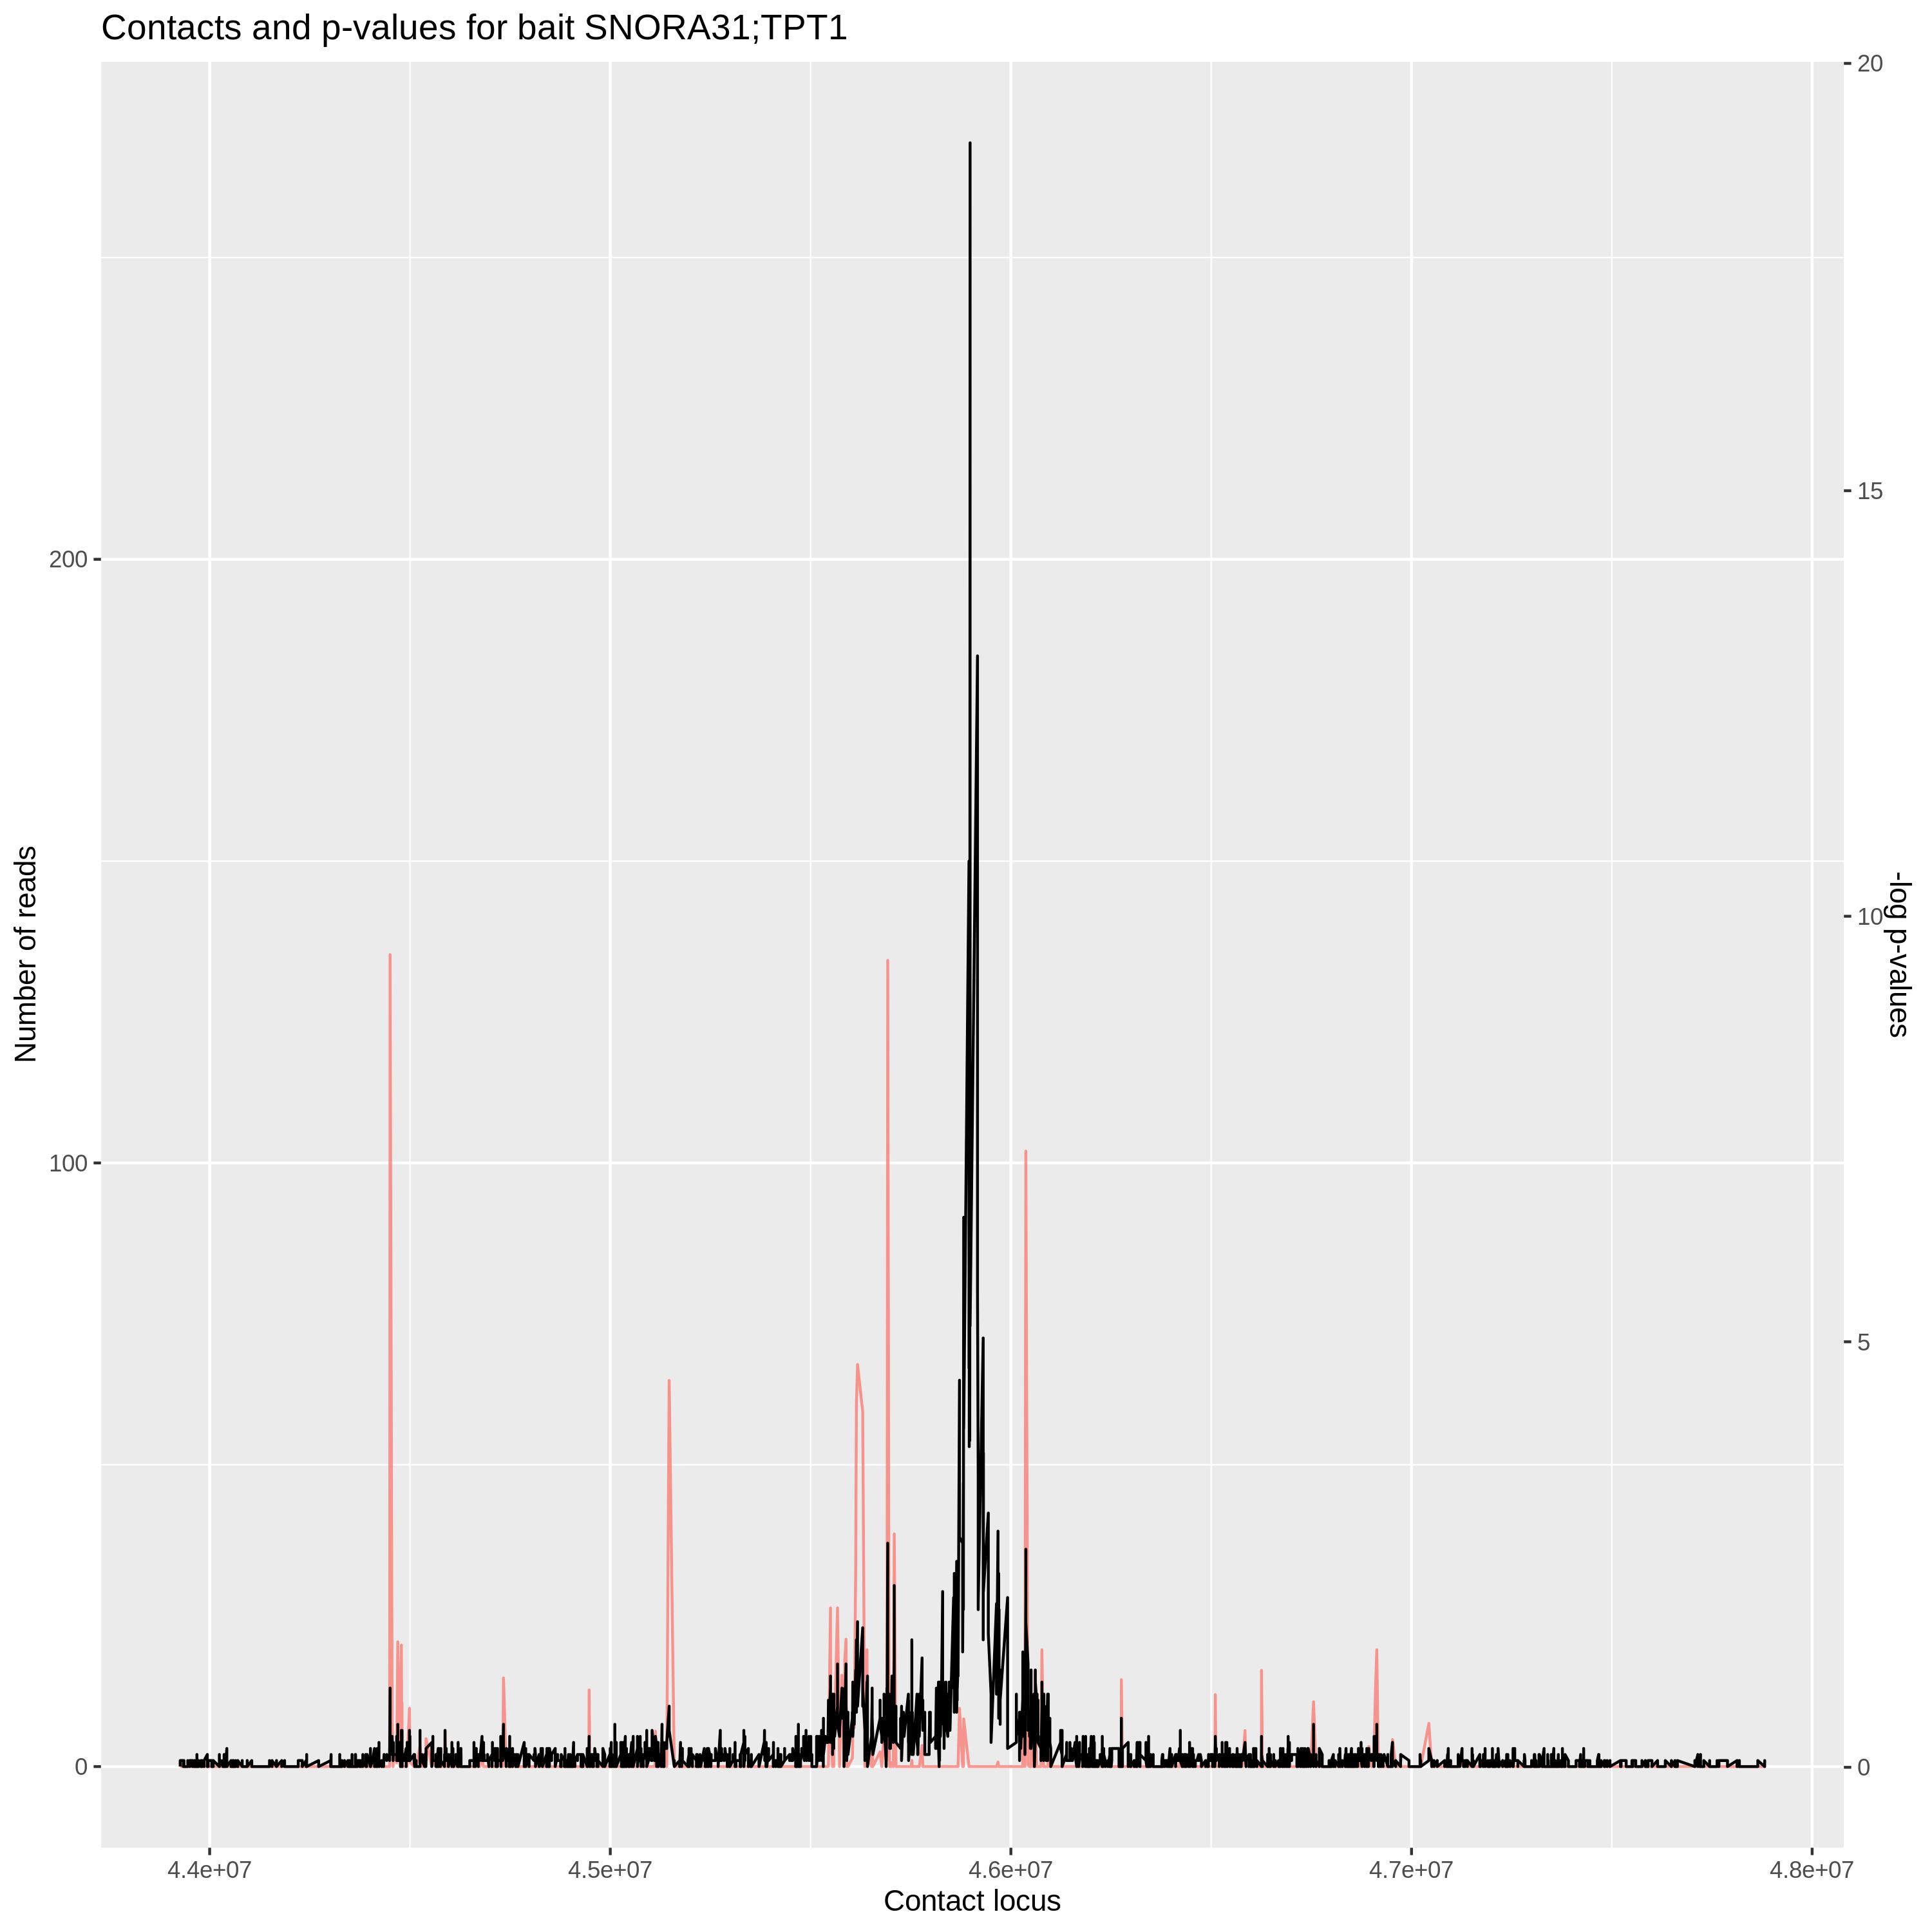 Contacts and p-values for bait SNORA31;TPT1
Number of reads
200
100
0
20
15
10
5
0
-log p-values
4.4e+07 4.5e+07 4.6e+07 4.7e+07 4.8e+07
Contact locus